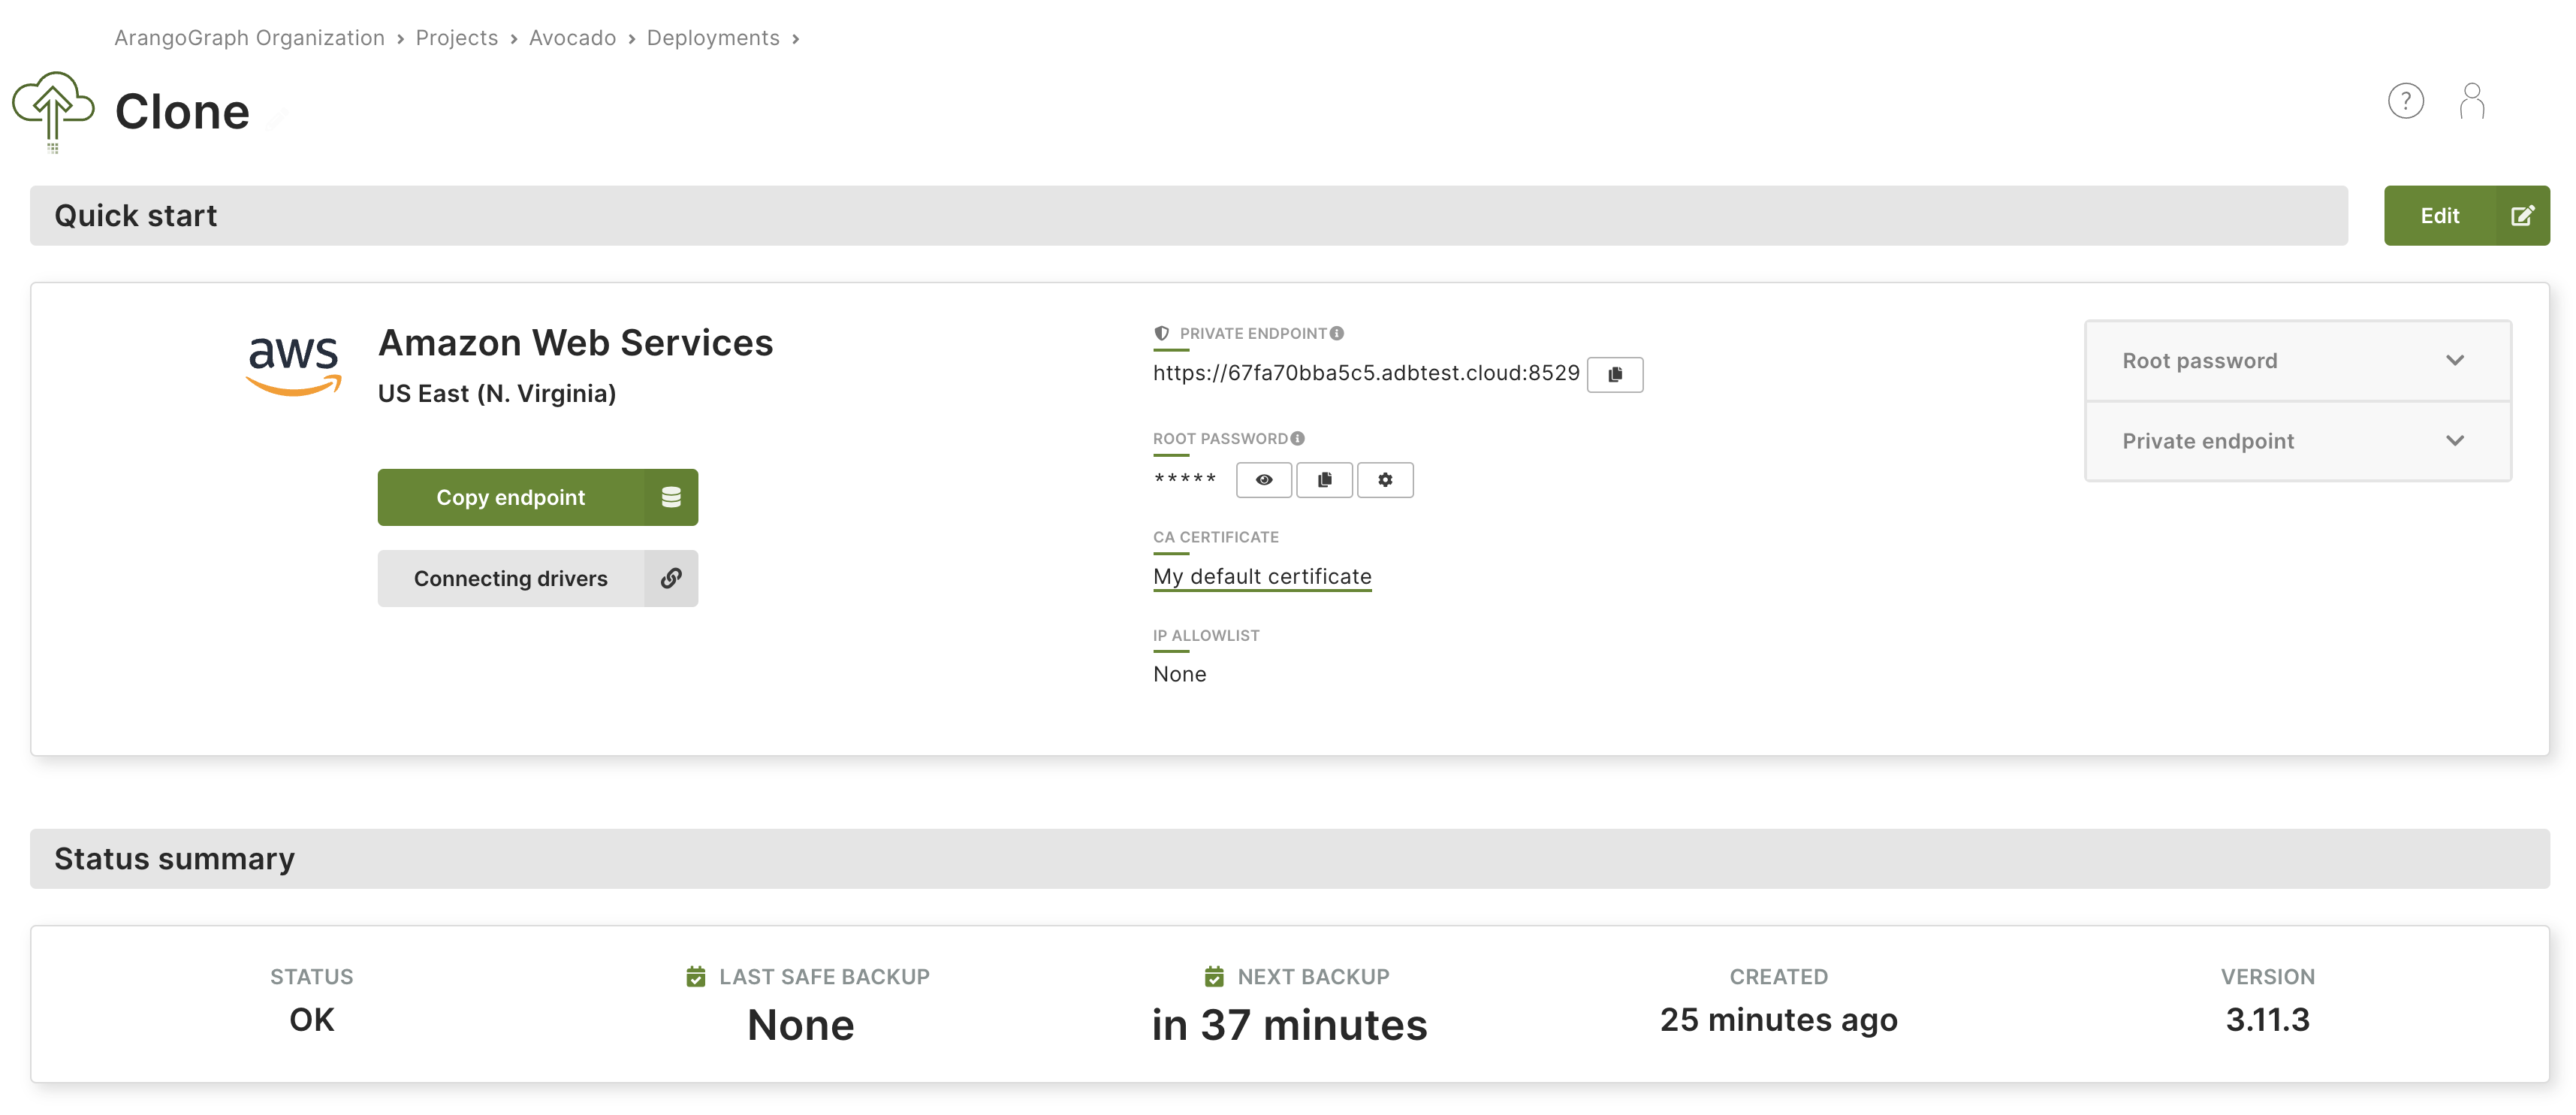 ArangoGraph Organization › Projects › Avocado › Deployments ›
Clone
?
Quick start
Edit
aws
Amazon Web Services
US East (N. Virginia)
Copy endpoint
Connecting drivers
PRIVATE ENDPOINT
https://67fa70bba5c5.adbtest.cloud:8529
ROOT PASSWORD
*****
CA CERTIFICATE
My default certificate
IP ALLOWLIST
None
Root password
Private endpoint
Status summary
STATUS
OK
LAST SAFE BACKUP
None
NEXT BACKUP
in 37 minutes
CREATED
25 minutes ago
VERSION
3.11.3